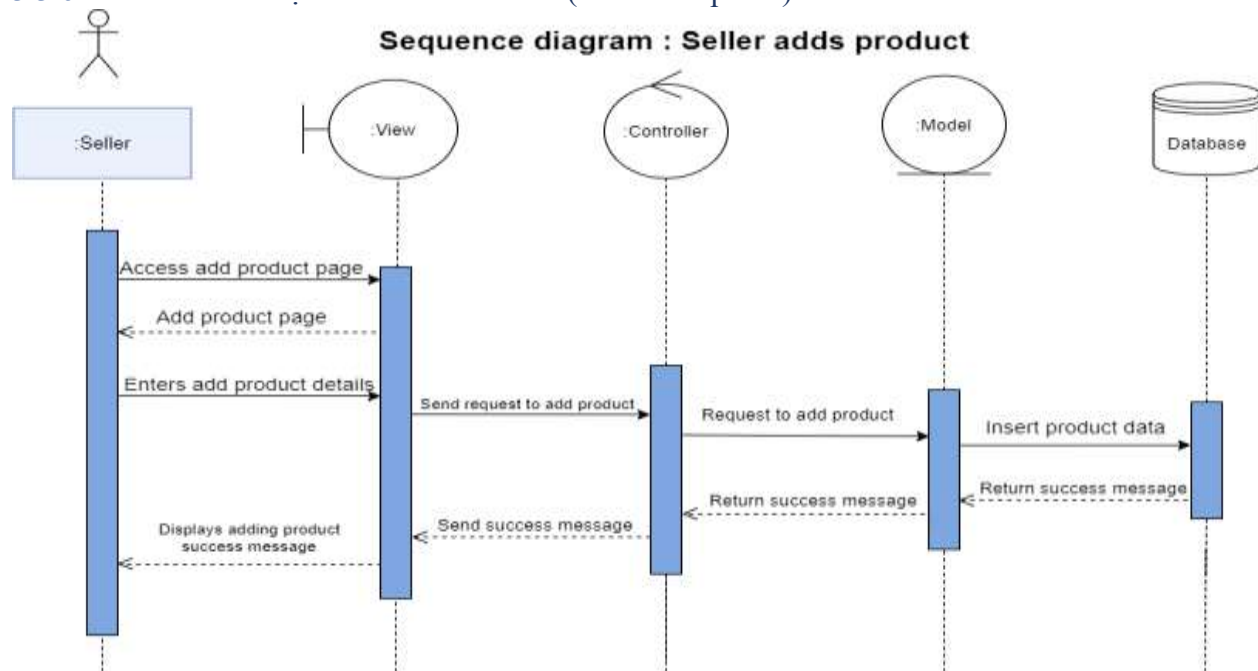 Sequence diagram : Seller adds product
:Seller
:View
:Controller
:Model
Database
Access add product page
Add product page
Enters add product details
Send request to add product
Request to add product
Insert product data
Return success message
Return success message
Send success message
Displays adding product
success message